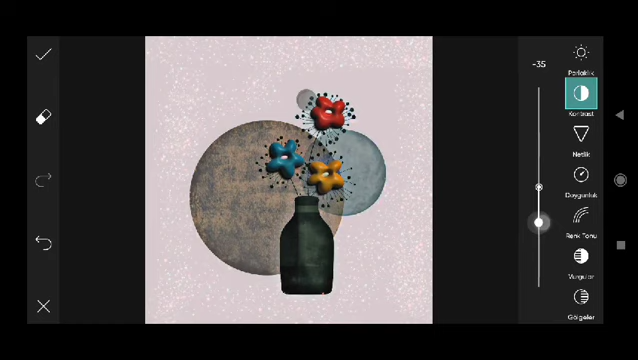 -35
Parlaklık
Kontrast
Netlik
Doygunluk
Renk Tonu
Vurgular
Gölgeler